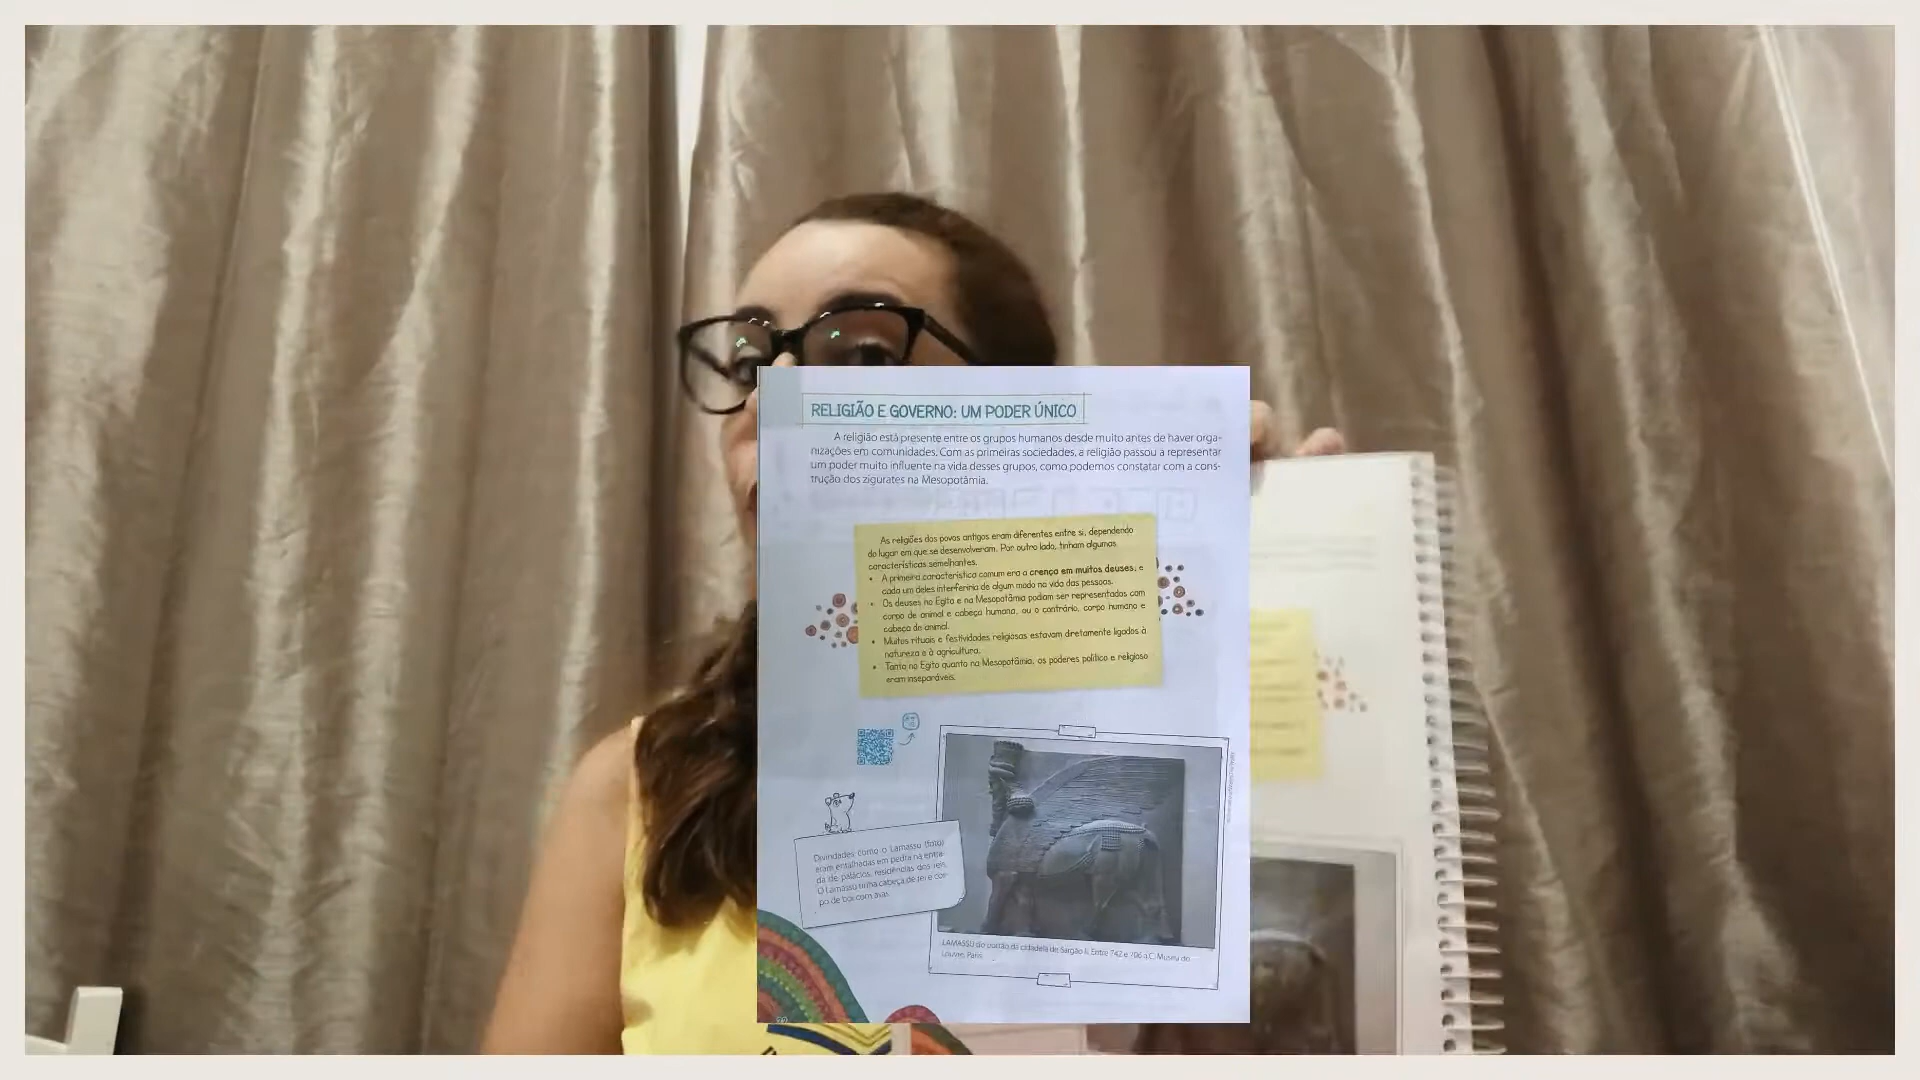 RELIGIÃO E GOVERNO: UM PODER ÚNICO
A religião está presente entre os grupos humanos desde muito antes de haver orga-
nizações em comunidades. Com as primeiras sociedades, a religião passou a representar
um poder muito influente na vida desses grupos, como podemos constatar com a cons-
trução dos zigurates na Mesopotâmia.
As religiões dos povos antigos eram diferentes entre si, dependendo
do lugar em que se desenvolveram. Por outro lado, tinham algumas
características semelhantes.
• A primeira característica comum era a crença em muitos deuses, e
cada um deles interferiria de algum modo na vida das pessoas.
• Os deuses no Egito e na Mesopotâmia podiam ser representados com
corpo de animal e cabeça humana, ou o contrário, corpo humano e
cabeça de animal.
• Muitos rituais e festividades religiosas estavam diretamente ligados à
natureza e à agricultura.
• Tanto no Egito quanto na Mesopotâmia, os poderes político e religioso
eram inseparáveis.
Divindades como o Lamassu (foto)
eram entalhadas em pedra na entra-
da de palácios, residências dos reis.
O Lamassu tinha cabeça de rei e cor-
po de boi com asas.
LAMASSU do portão da cidadela de Sargão II. Entre 742 e 706 a.C. Museu do
Louvre, Paris.